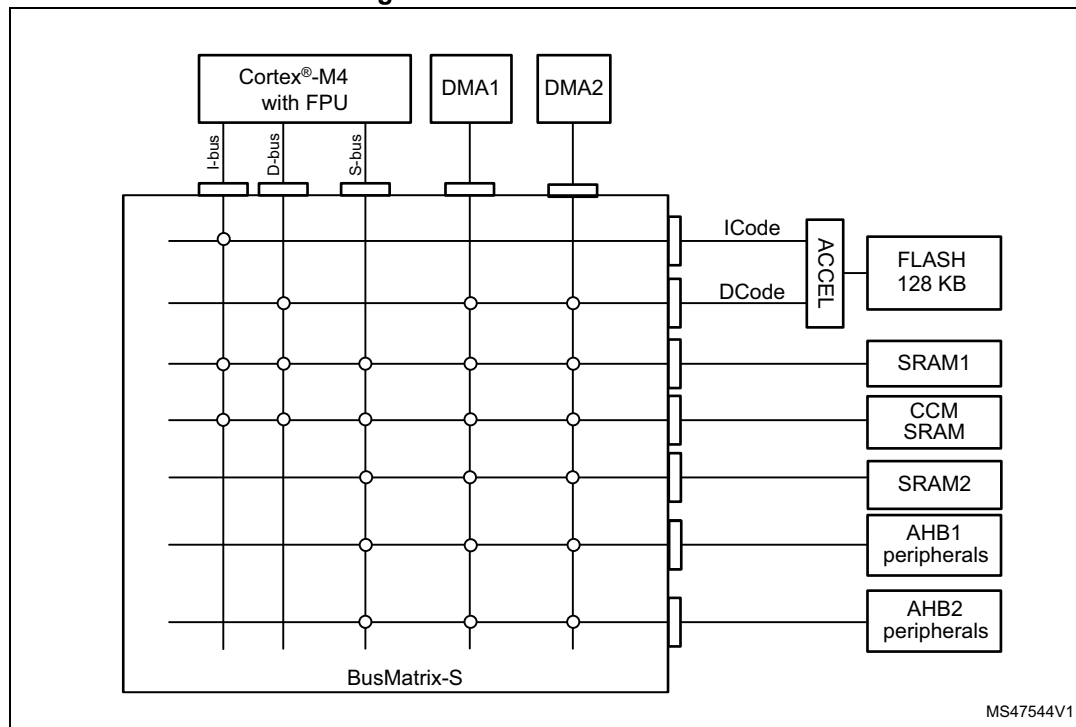 Cortex®-M4
with FPU
DMA1
DMA2
I-bus
D-bus
S-bus
ICode
ACCEL
FLASH
128 KB
DCode
SRAM1
CCM
SRAM
SRAM2
AHB1
peripherals
AHB2
peripherals
BusMatrix-S
MS47544V1